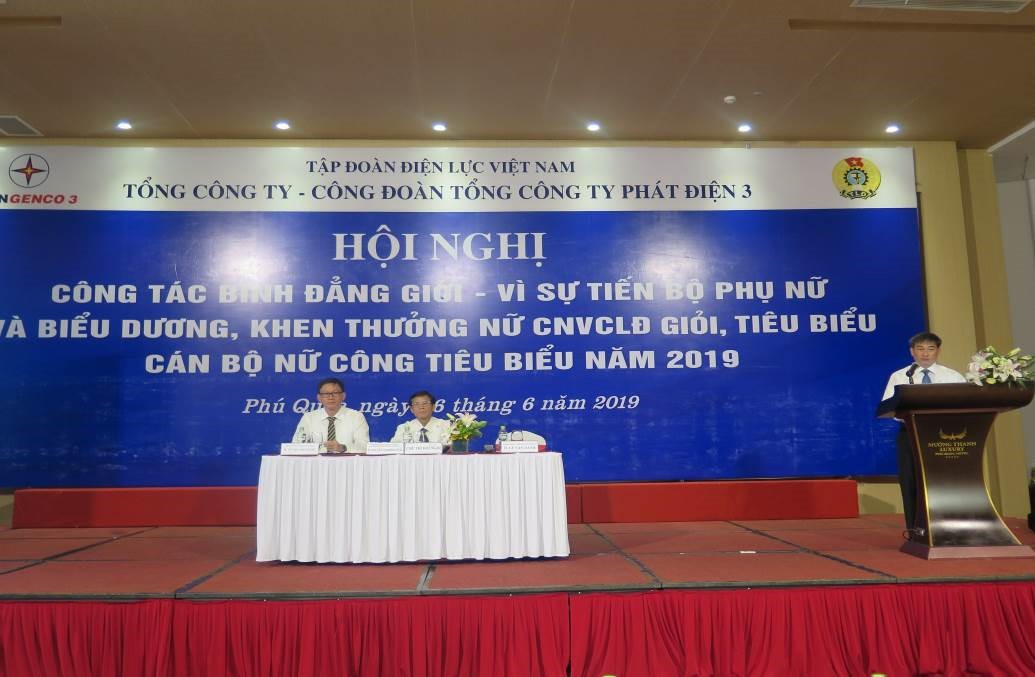 TẬP ĐOÀN ĐIỆN LỰC VIỆT NAM
TỔNG CÔNG TY - CÔNG ĐOÀN TỔNG CÔNG TY PHÁT ĐIỆN 3
NGENCO 3
HỘI NGHỊ
CÔNG TÁC BÌNH ĐẲNG GIỚI - VÌ SỰ TIẾN BỘ PHỤ NỮ
VÀ BIỂU DƯƠNG, KHEN THƯỞNG NỮ CNVCLĐ GIỎI, TIÊU BIỂU
CÁN BỘ NỮ CÔNG TIÊU BIỂU NĂM 2019
Phú Quốc, ngày 6 tháng 6 năm 2019
MƯỜNG THANH
LUXURY